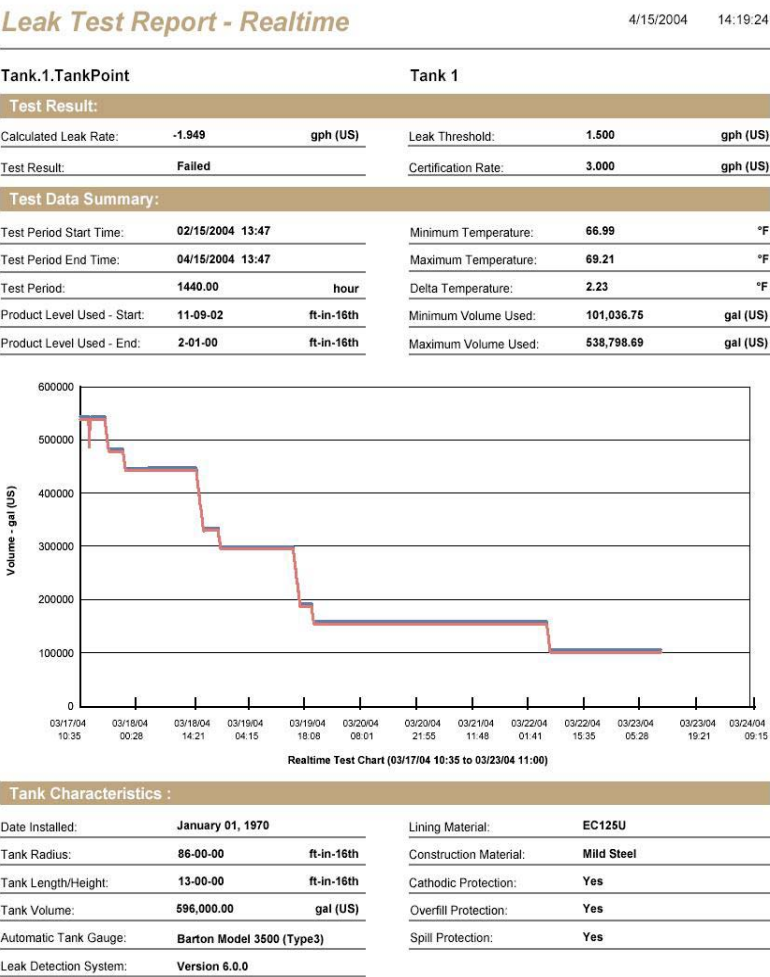 Leak Test Report - Realtime 4/15/2004 14:19:24
Tank.1.TankPoint Tank 1
Test Result:
Calculated Leak Rate: -1.949 gph (US) Leak Threshold: 1.500 gph (US)
Test Result: Failed Certification Rate: 3.000 gph (US)
Test Data Summary:
Test Period Start Time: 02/15/2004 13:47 Minimum Temperature: 66.99 °F
Test Period End Time: 04/15/2004 13:47 Maximum Temperature: 69.21 °F
Test Period: 1440.00 hour Delta Temperature: 2.23 °F
Product Level Used - Start: 11-09-02 ft-in-16th Minimum Volume Used: 101,036.75 gal (US)
Product Level Used - End: 2-01-00 ft-in-16th Maximum Volume Used: 538,798.69 gal (US)
Volume - gal (US)
600000
500000
400000
300000
200000
100000
0
03/17/04 03/18/04 03/18/04 03/19/04 03/19/04 03/20/04 03/20/04 03/21/04 03/22/04 03/22/04 03/23/04 03/23/04 03/24/04
10:35 00:28 14:21 04:15 18:08 08:01 21:55 11:48 01:41 15:35 05:28 19:21 09:15
Realtime Test Chart (03/17/04 10:35 to 03/23/04 11:00)
Tank Characteristics :
Date Installed: January 01, 1970 Lining Material: EC125U
Tank Radius: 86-00-00 ft-in-16th Construction Material: Mild Steel
Tank Length/Height: 13-00-00 ft-in-16th Cathodic Protection: Yes
Tank Volume: 596,000.00 gal (US) Overfill Protection: Yes
Automatic Tank Gauge: Barton Model 3500 (Type3) Spill Protection: Yes
Leak Detection System: Version 6.0.0